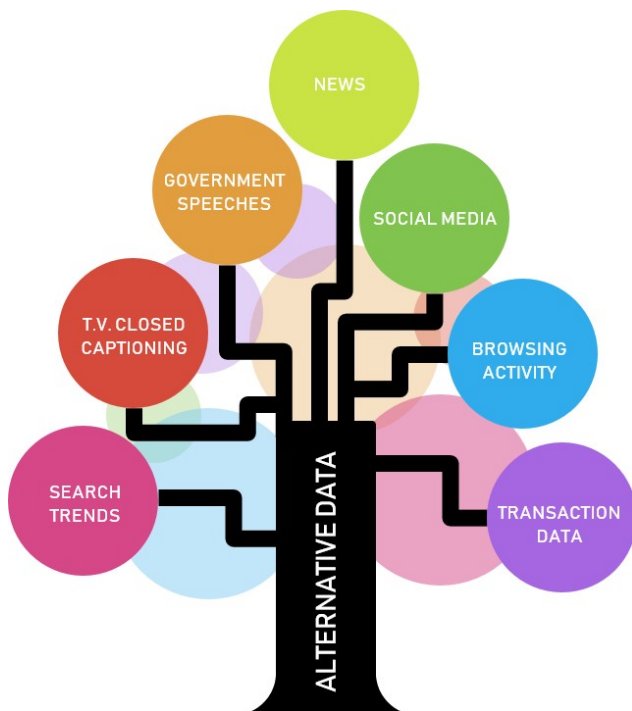 NEWS
GOVERNMENT
SPEECHES
SOCIAL MEDIA
T.V. CLOSED
CAPTIONING
BROWSING
ACTIVITY
SEARCH
TRENDS
TRANSACTION
DATA
ALTERNATIVE DATA